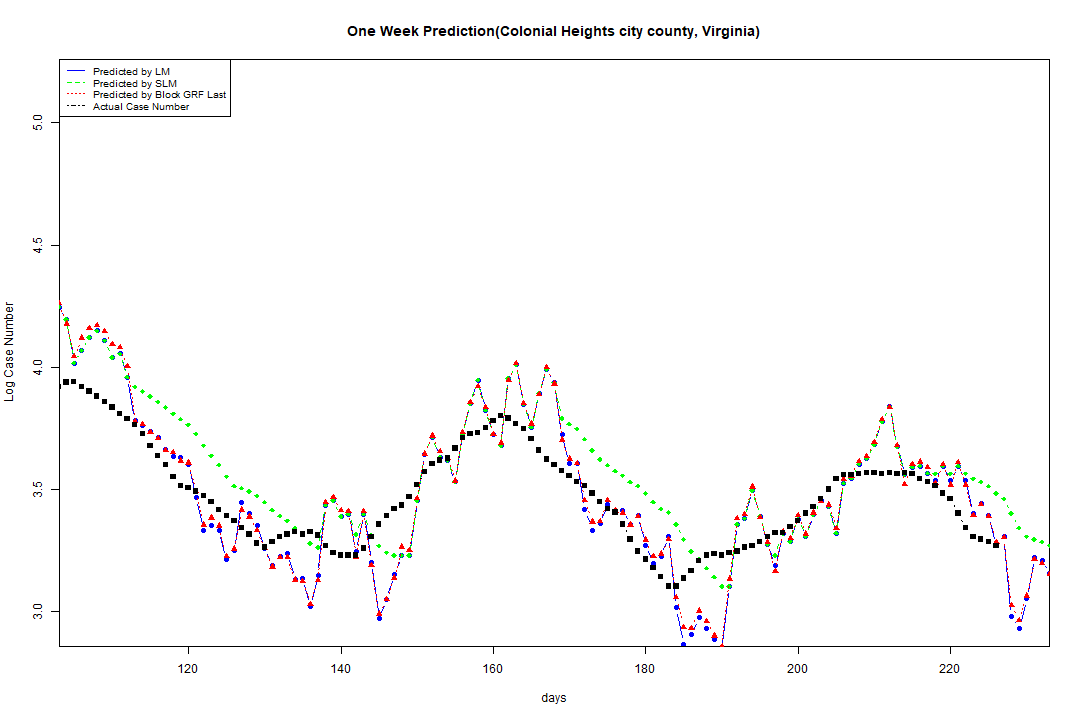 One Week Prediction(Colonial Heights city county, Virginia)
Predicted by LM
Predicted by SLM
Predicted by Block GRF Last
Actual Case Number
5.0
4.5
4.0
3.5
3.0
Log Case Number
120 140 160 180 200 220
days